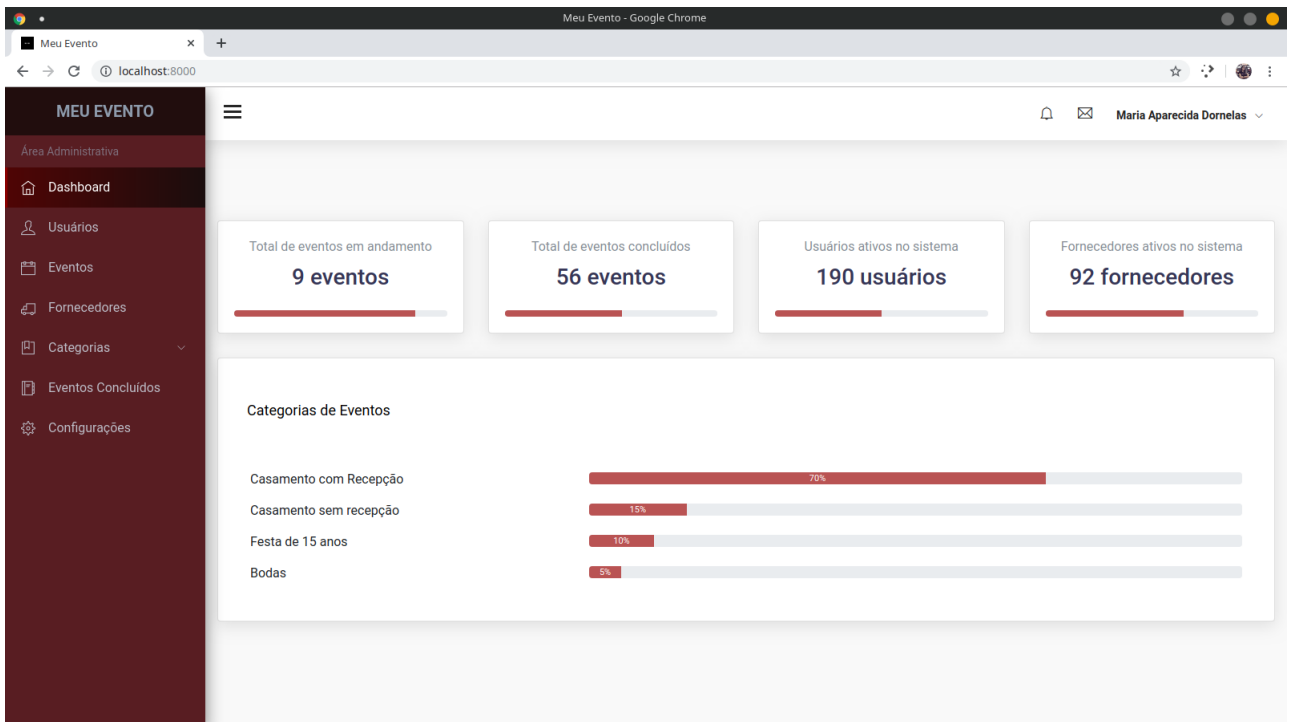 Meu Evento - Google Chrome
Meu Evento
localhost:8000
MEU EVENTO
Maria Aparecida Dornelas
Área Administrativa
Dashboard
Usuários
Eventos
Fornecedores
Categorias
Eventos Concluídos
Configurações
Total de eventos em andamento
9 eventos
Total de eventos concluídos
56 eventos
Usuários ativos no sistema
190 usuários
Fornecedores ativos no sistema
92 fornecedores
Categorias de Eventos
Casamento com Recepção 70%
Casamento sem recepção 15%
Festa de 15 anos 10%
Bodas 5%